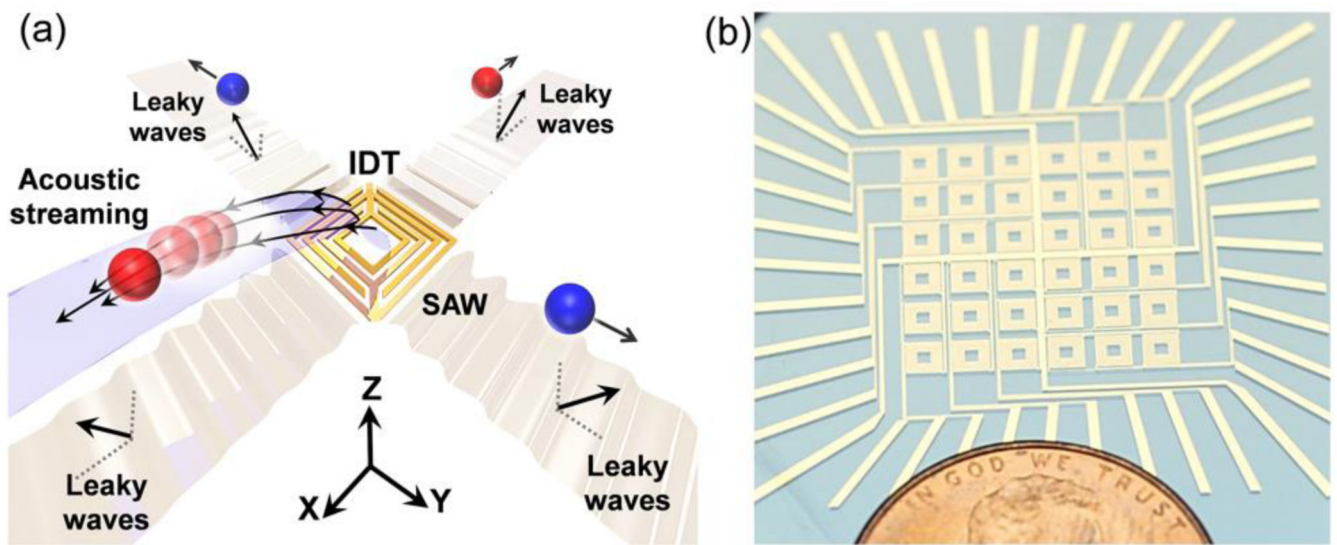 (a)
(b)
Leaky
waves
Leaky
waves
IDT
Acoustic
streaming
SAW
Z
X
Y
Leaky
waves
Leaky
waves
IN GOD WE TRUST